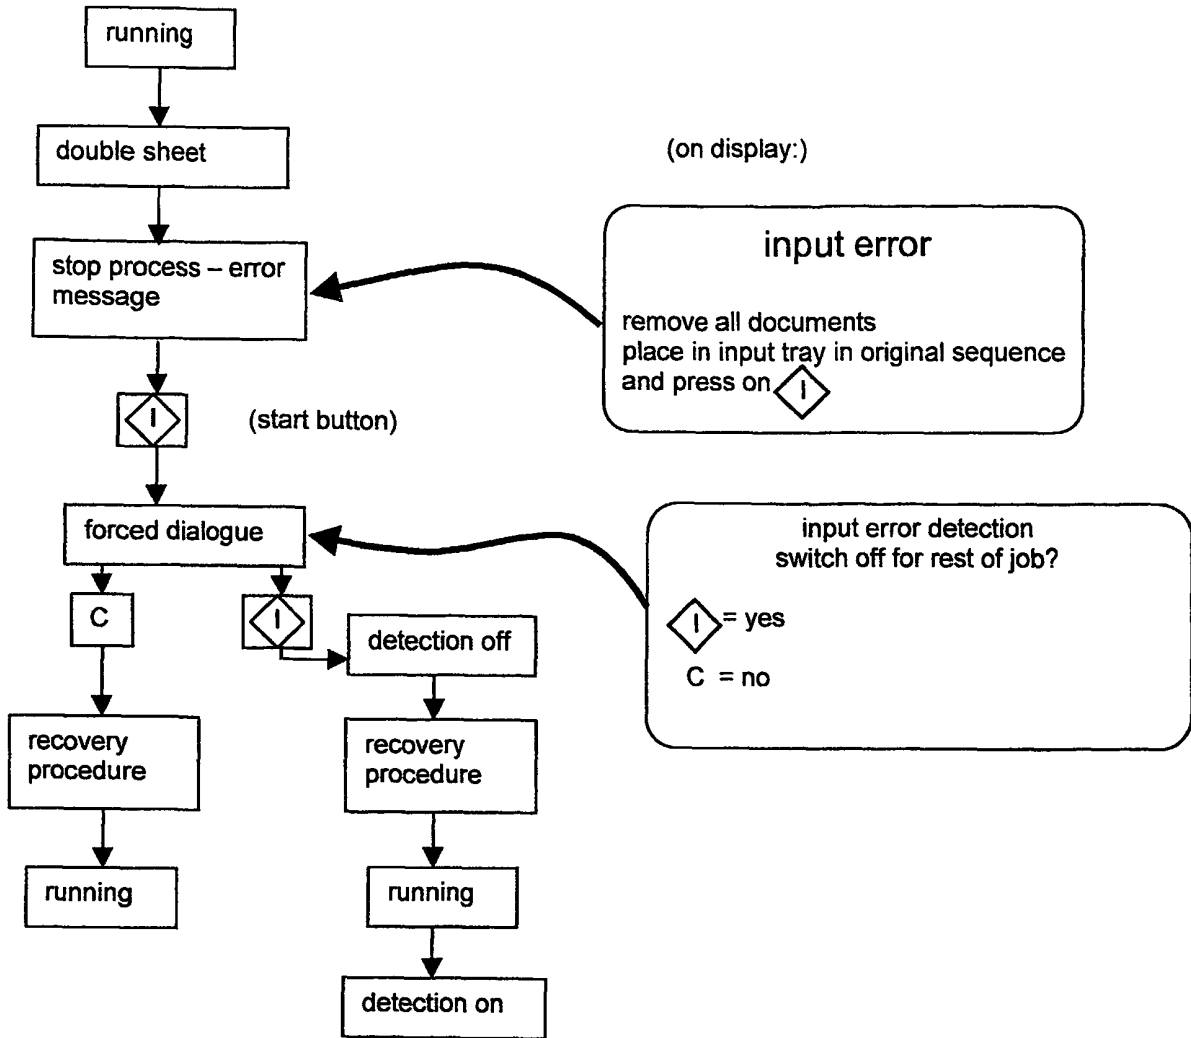 running
double sheet
(on display:)
stop process – error
message
input error
remove all documents
place in input tray in original sequence
and press on I
I
(start button)
forced dialogue
input error detection
switch off for rest of job?
I = yes
C = no
C
I
detection off
recovery
procedure
recovery
procedure
running
running
detection on